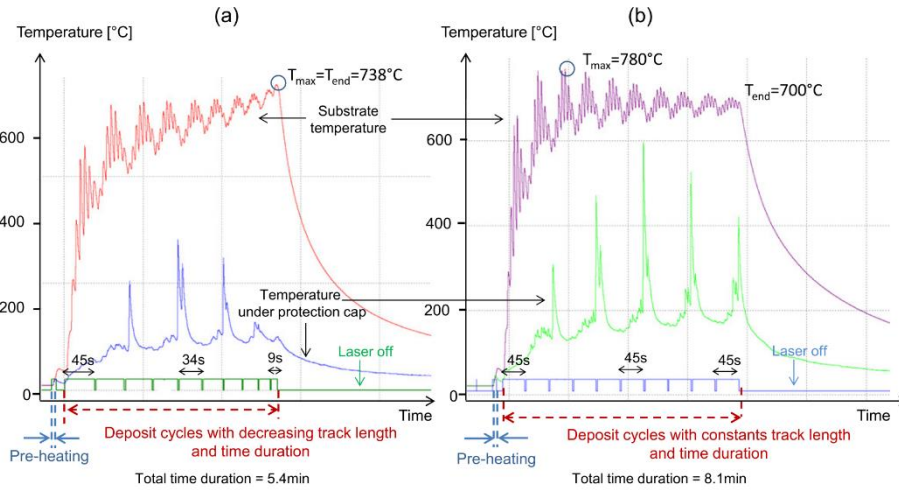 (a)
Temperature [°C]
Tmax=Tend=738°C
Substrate
temperature
600
400
200
0
Temperature
under protection cap
45s
34s
9s
Laser off
Time
Deposit cycles with decreasing track length
and time duration
Pre-heating
Total time duration = 5.4min
(b)
Temperature [°C]
Tmax=780°C
Tend=700°C
600
400
200
0
45s
45s
45s
Laser off
Time
Deposit cycles with constants track length
and time duration
Pre-heating
Total time duration = 8.1min